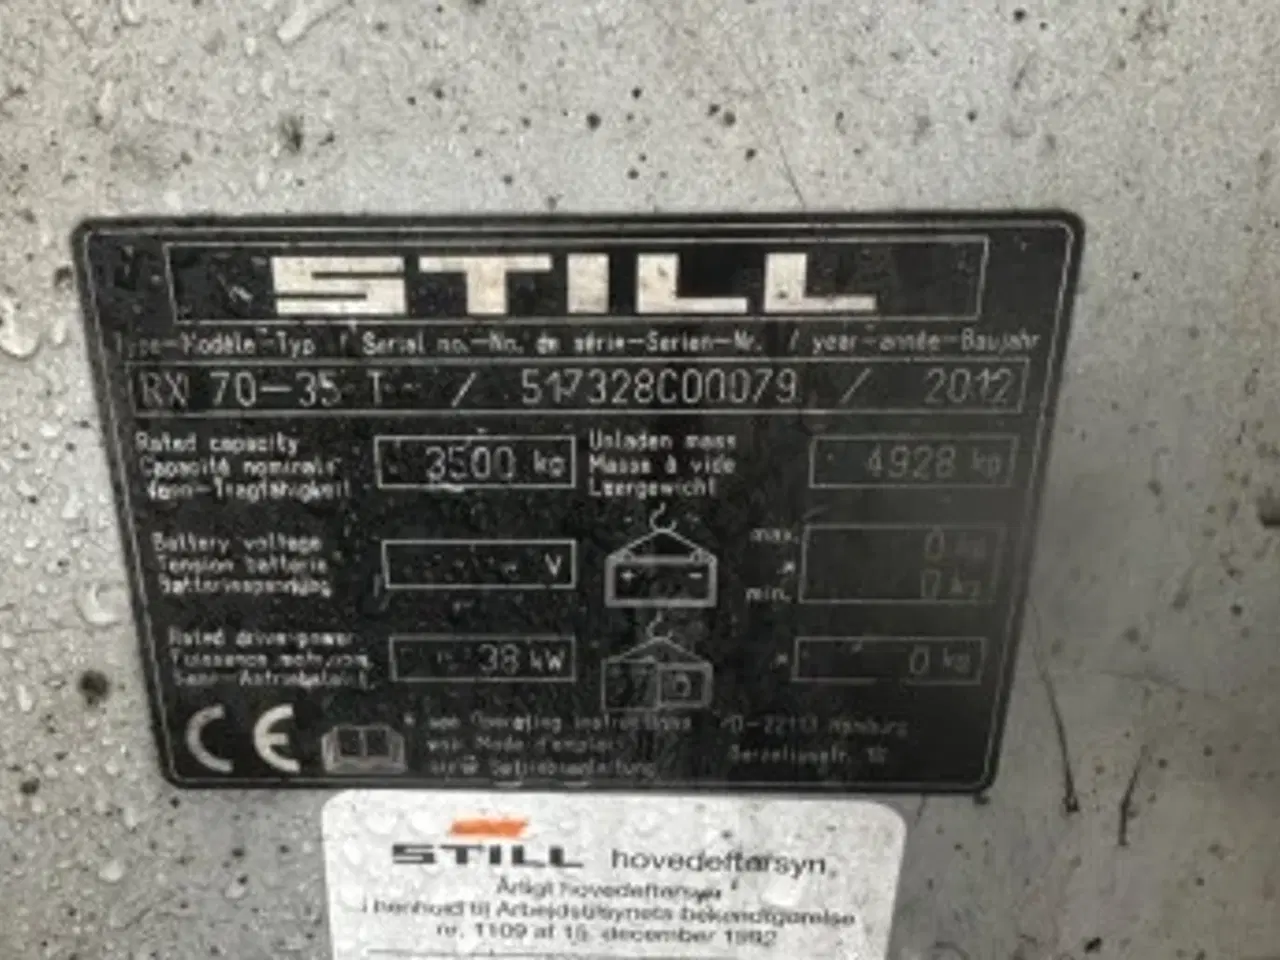 STILL
Type-Modèle-Typ / Serial no.-No. de série-Serien-Nr. / year-année-Baujahr
RX 70-35 T / 517328C00079 / 2012
Rated capacity
Capacité nominale
Nenn-Tragfähigkeit
3500 kg
Unladen mass
Masse à vide
Leergewicht
4928 kg
Battery voltage
Tension batterie
Batteriespannung
V
+ -
max.
0 kg
min.
0 kg
Rated drive-power
Puissance
38 kW
0 kg
CE
* see Operating instructions
voir Mode d'emploi
siehe Betriebsanleitung
D-22113 Hamburg
Berzeliusstr. 10
STILL hovedeftersyn.
Årligt hovedeftersyn
i henhold til Arbejdstilsynets bekendtgørelse
nr. 1109 af 15. december 1992